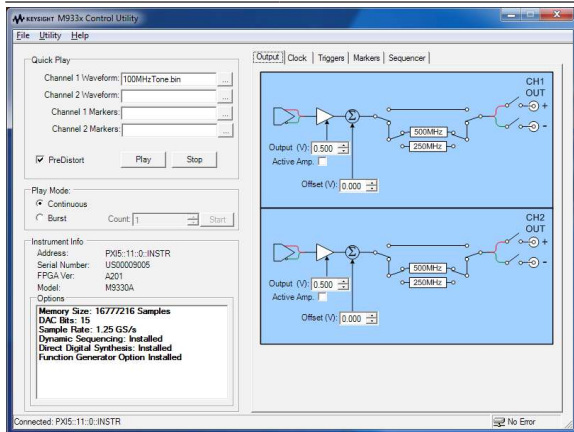 KEYSIGHT M933x Control Utility
File Utility Help
Quick Play
Channel 1 Waveform: 100MHzTone.bin ...
Channel 2 Waveform: ...
Channel 1 Markers: ...
Channel 2 Markers: ...
PreDistort Play Stop
Play Mode:
Continuous
Burst Count: 1 Start
Instrument Info.
Address: PXI5::11::0::INSTR
Serial Number: US00009005
FPGA Ver: A201
Model: M9330A
Options
Memory Size: 16777216 Samples
DAC Bits: 15
Sample Rate: 1.25 GS/s
Dynamic Sequencing: Installed
Direct Digital Synthesis: Installed
Function Generator Option Installed
Output Clock Triggers Markers Sequencer
CH1
OUT
+
-
Σ
500MHz
250MHz
Output (V): 0.500
Active Amp.
Offset (V): 0.000
CH2
OUT
+
-
Σ
500MHz
250MHz
Output (V): 0.500
Active Amp.
Offset (V): 0.000
Connected: PXI5::11::0::INSTR No Error